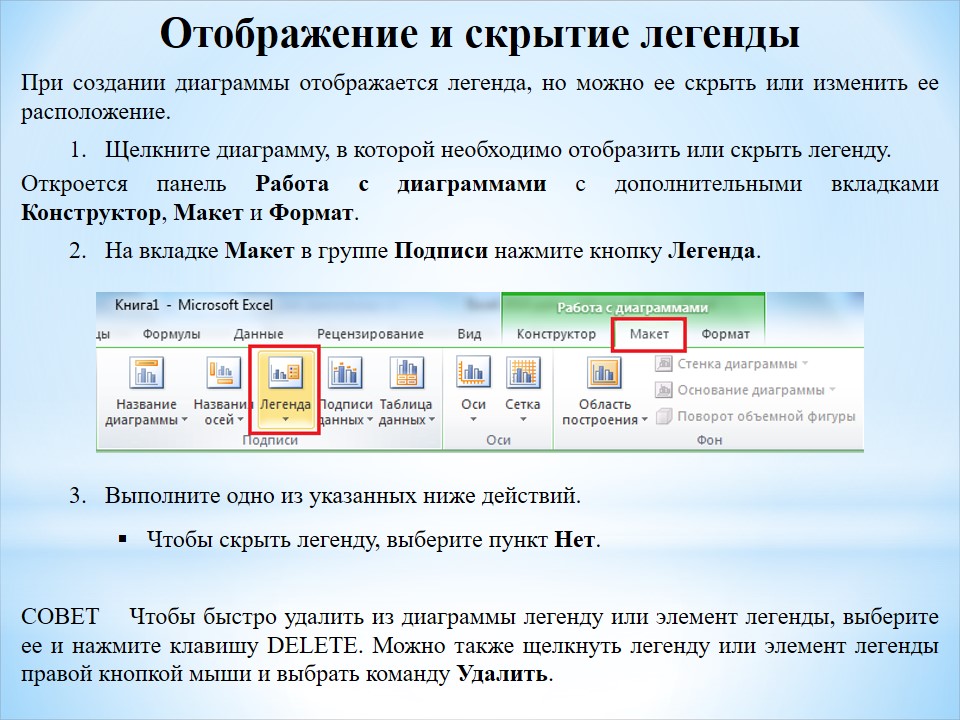 Отображение и скрытие легенды
При создании диаграммы отображается легенда, но можно ее скрыть или изменить ее
расположение.
1. Щелкните диаграмму, в которой необходимо отобразить или скрыть легенду.
Откроется панель Работа с диаграммами с дополнительными вкладками
Конструктор, Макет и Формат.
2. На вкладке Макет в группе Подписи нажмите кнопку Легенда.
Книга1 - Microsoft Excel
Работа с диаграммами
цы Формулы Данные Рецензирование Вид Конструктор Макет Формат
Название диаграммы
Названия осей
Легенда
Подписи данных
Таблица данных
Оси
Сетка
Область построения
Стенка диаграммы
Основание диаграммы
Поворот объемной фигуры
Подписи Оси Фон
3. Выполните одно из указанных ниже действий.
▪ Чтобы скрыть легенду, выберите пункт Нет.
СОВЕТ Чтобы быстро удалить из диаграммы легенду или элемент легенды, выберите
ее и нажмите клавишу DELETE. Можно также щелкнуть легенду или элемент легенды
правой кнопкой мыши и выбрать команду Удалить.